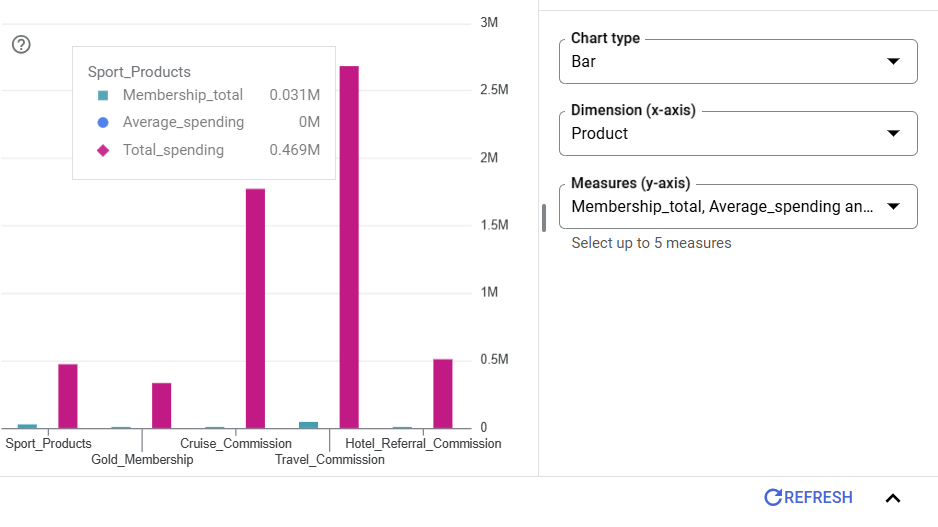 3M
Sport_Products
Membership_total 0.031M
Average_spending 0M
Total_spending 0.469M
2.5M
2M
1.5M
1M
0.5M
0
Sport_Products
Gold_Membership
Cruise_Commission
Travel_Commission
Hotel_Referral_Commission
Chart type
Bar
Dimension (x-axis)
Product
Measures (y-axis)
Membership_total, Average_spending an...
Select up to 5 measures
REFRESH